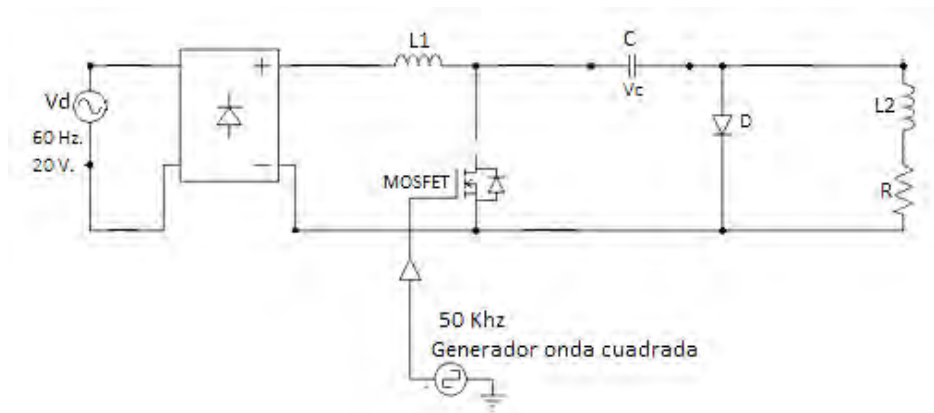 L1
C
Vc
Vd
60 Hz.
20 V.
D
L2
R
MOSFET
50 Khz
Generador onda cuadrada